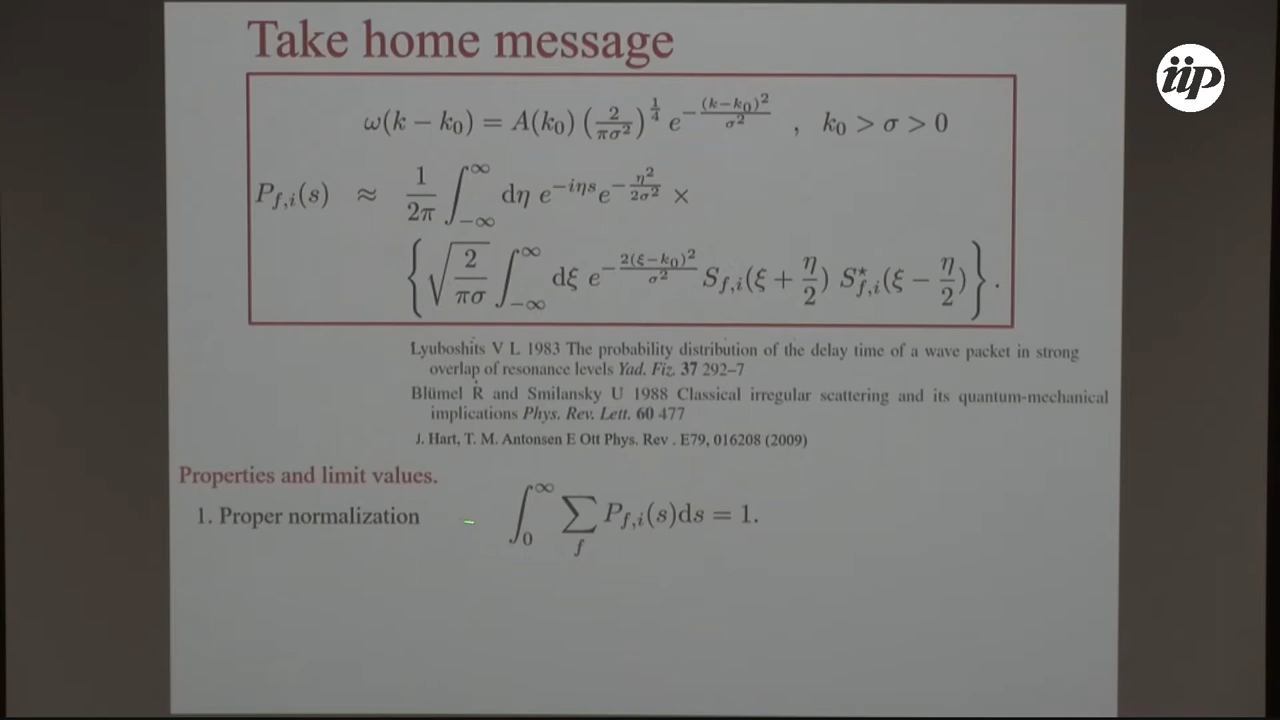 Take home message
iip
ω(k − k₀) = A(k₀) (2/πσ²)^{1/4} e^{−(k−k₀)²/σ²} , k₀ > σ > 0
P_{f,i}(s) ≈ 1/2π ∫_{−∞}^{∞} dη e^{−iηs} e^{−η²/2σ²} ×
{ √(2/πσ) ∫_{−∞}^{∞} dξ e^{−2(ξ−k₀)²/σ²} S_{f,i}(ξ + η/2) S*_{f,i}(ξ − η/2) } .
Lyuboshits V L 1983 The probability distribution of the delay time of a wave packet in strong
overlap of resonance levels Yad. Fiz. 37 292–7
Blümel R and Smilansky U 1988 Classical irregular scattering and its quantum-mechanical
implications Phys. Rev. Lett. 60 477
J. Hart, T. M. Antonsen E Ott Phys. Rev . E79, 016208 (2009)
Properties and limit values.
1. Proper normalization ∫_0^∞ ∑_f P_{f,i}(s)ds = 1.